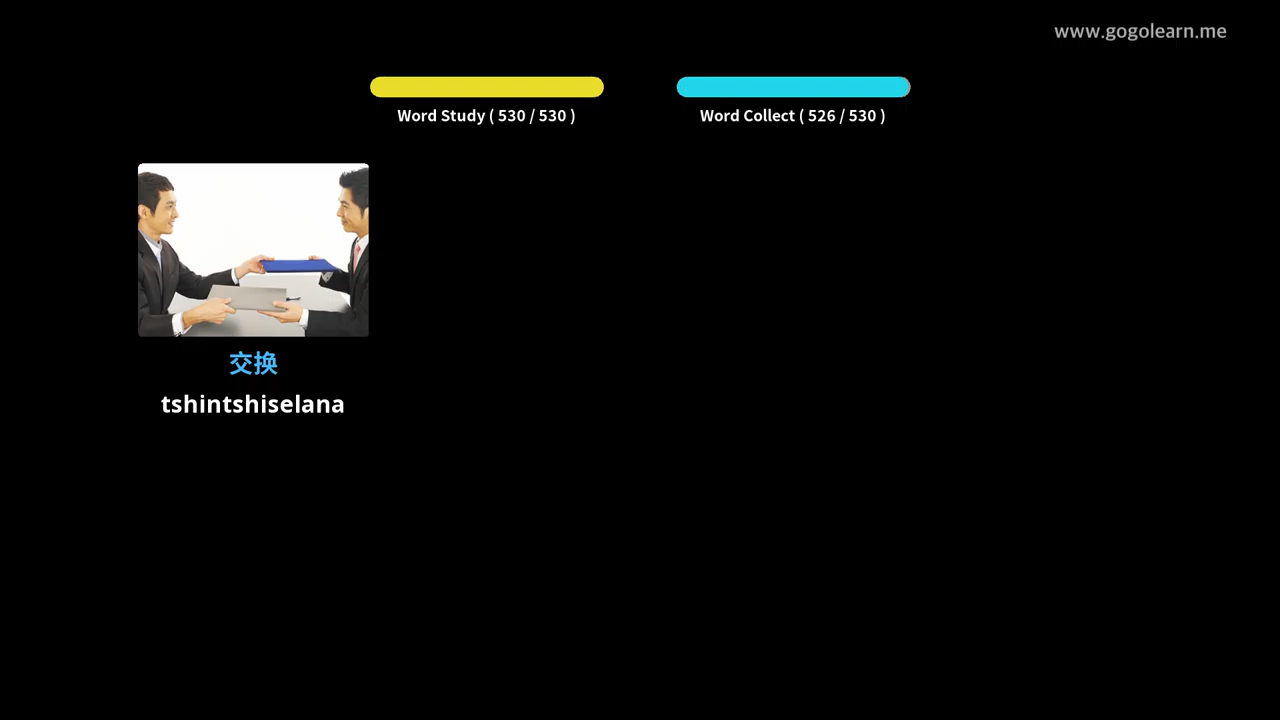 www.gogolearn.me
Word Study ( 530 / 530 )
Word Collect ( 526 / 530 )
交换
tshintshiselana